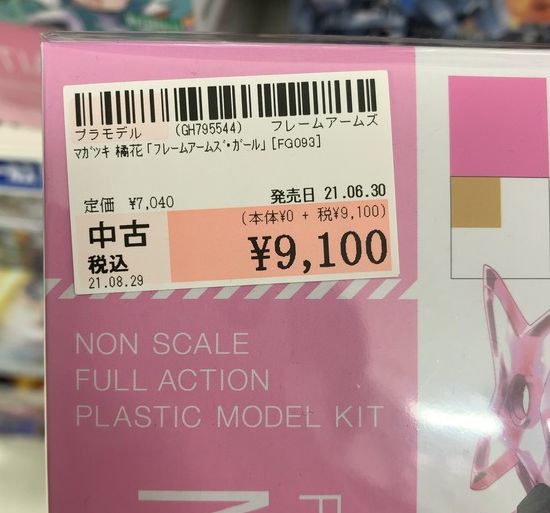 プラモデル (GH795544) フレームアームズ
マガツキ 橘花「フレームアームズ・ガール」[FG093]
定価 ¥7,040 発売日 21.06.30
中古 (本体¥0 + 税¥9,100)
税込 ¥9,100
21.08.29
NON SCALE
FULL ACTION
PLASTIC MODEL KIT